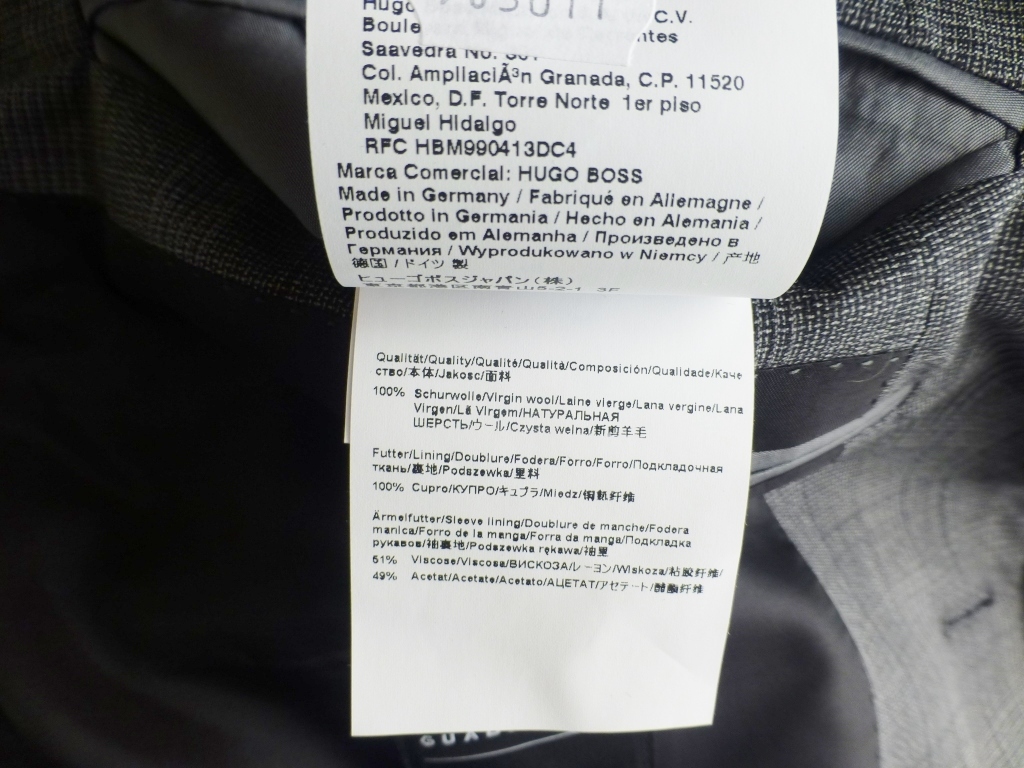 Hugo C.V.
Boule
Saavedra No.
Col. AmpliaciÃ³n Granada, C.P. 11520
Mexico, D.F. Torre Norte 1er piso
Miguel Hidalgo
RFC HBM990413DC4
Marca Comercial: HUGO BOSS
Made in Germany / Fabriqué en Allemagne /
Prodotto in Germania / Hecho en Alemania /
Produzido em Alemanha / Произведено в
Германия / Wyprodukowano w Niemcy / 产地
德国 / ドイツ 製
ヒューゴボスジャパン(株)
Qualität/Quality/Qualité/Qualità/Composición/Qualidade/Каче
ство/本体/Jakosc/面料
100% Schurwolle/Virgin wool/Laine vierge/Lana vergine/Lana
Virgen/Lã Virgem/НАТУРАЛЬНАЯ
ШЕРСТЬ/ウール/Czysta welna/新剪羊毛
Futter/Lining/Doublure/Fodera/Forro/Forro/Подкладочная
ткань/裏地/Podszewka/里料
100% Cupro/КУПРО/キュプラ/Miedz/铜氨纤维
Ärmelfutter/Sleeve lining/Doublure de manche/Fodera
manica/Forro de la manga/Forra da manga/Подкладка
рукавов/袖裏地/Podszewka rękawa/袖里
51% Viscose/Viscosa/ВИСКОЗА/レーヨン/Wiskoza/粘胶纤维/
49% Acetat/Acetate/Acetato/АЦЕТАТ/アセテート/醋酯纤维